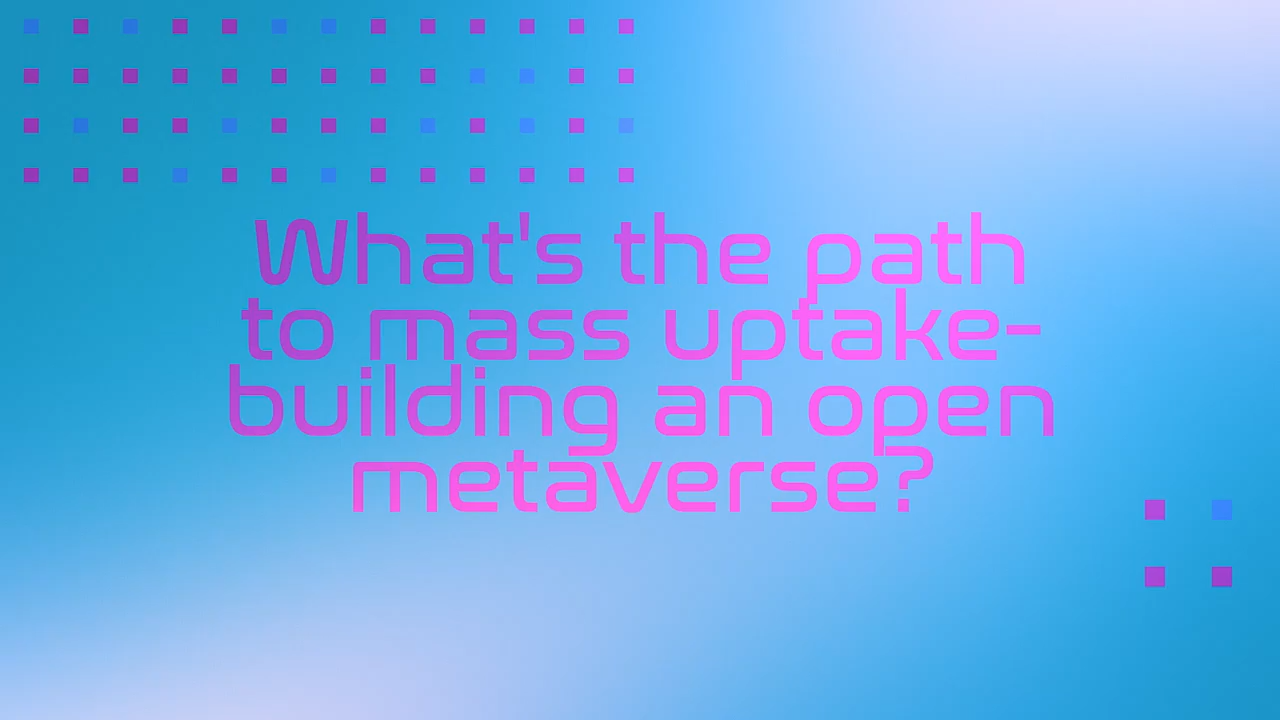 What's the path
to mass uptake-
building an open
metaverse?